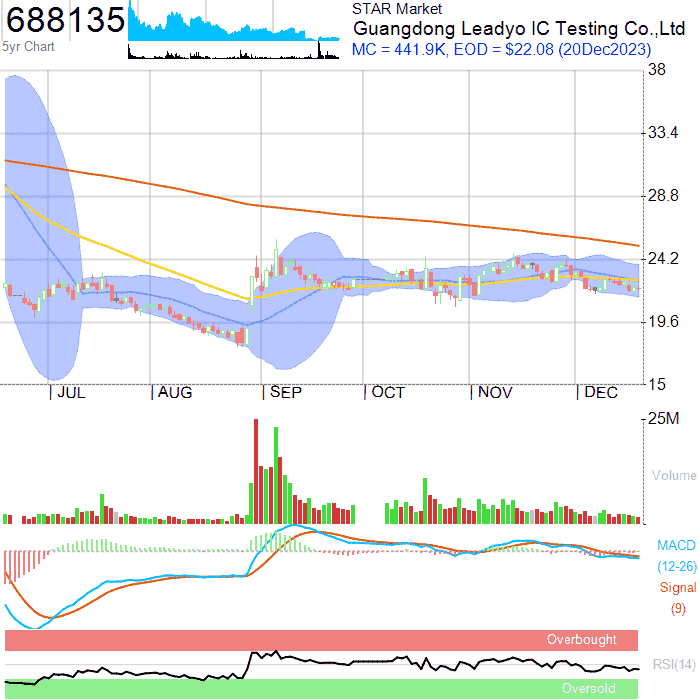 688135
5yr Chart
STAR Market
Guangdong Leadyo IC Testing Co.,Ltd
MC = 441.9K, EOD = $22.08 (20Dec2023)
38
33.4
28.8
24.2
19.6
15
JUL AUG SEP OCT NOV DEC
25M
Volume
MACD
(12-26)
Signal
(9)
Overbought
RSI(14)
Oversold